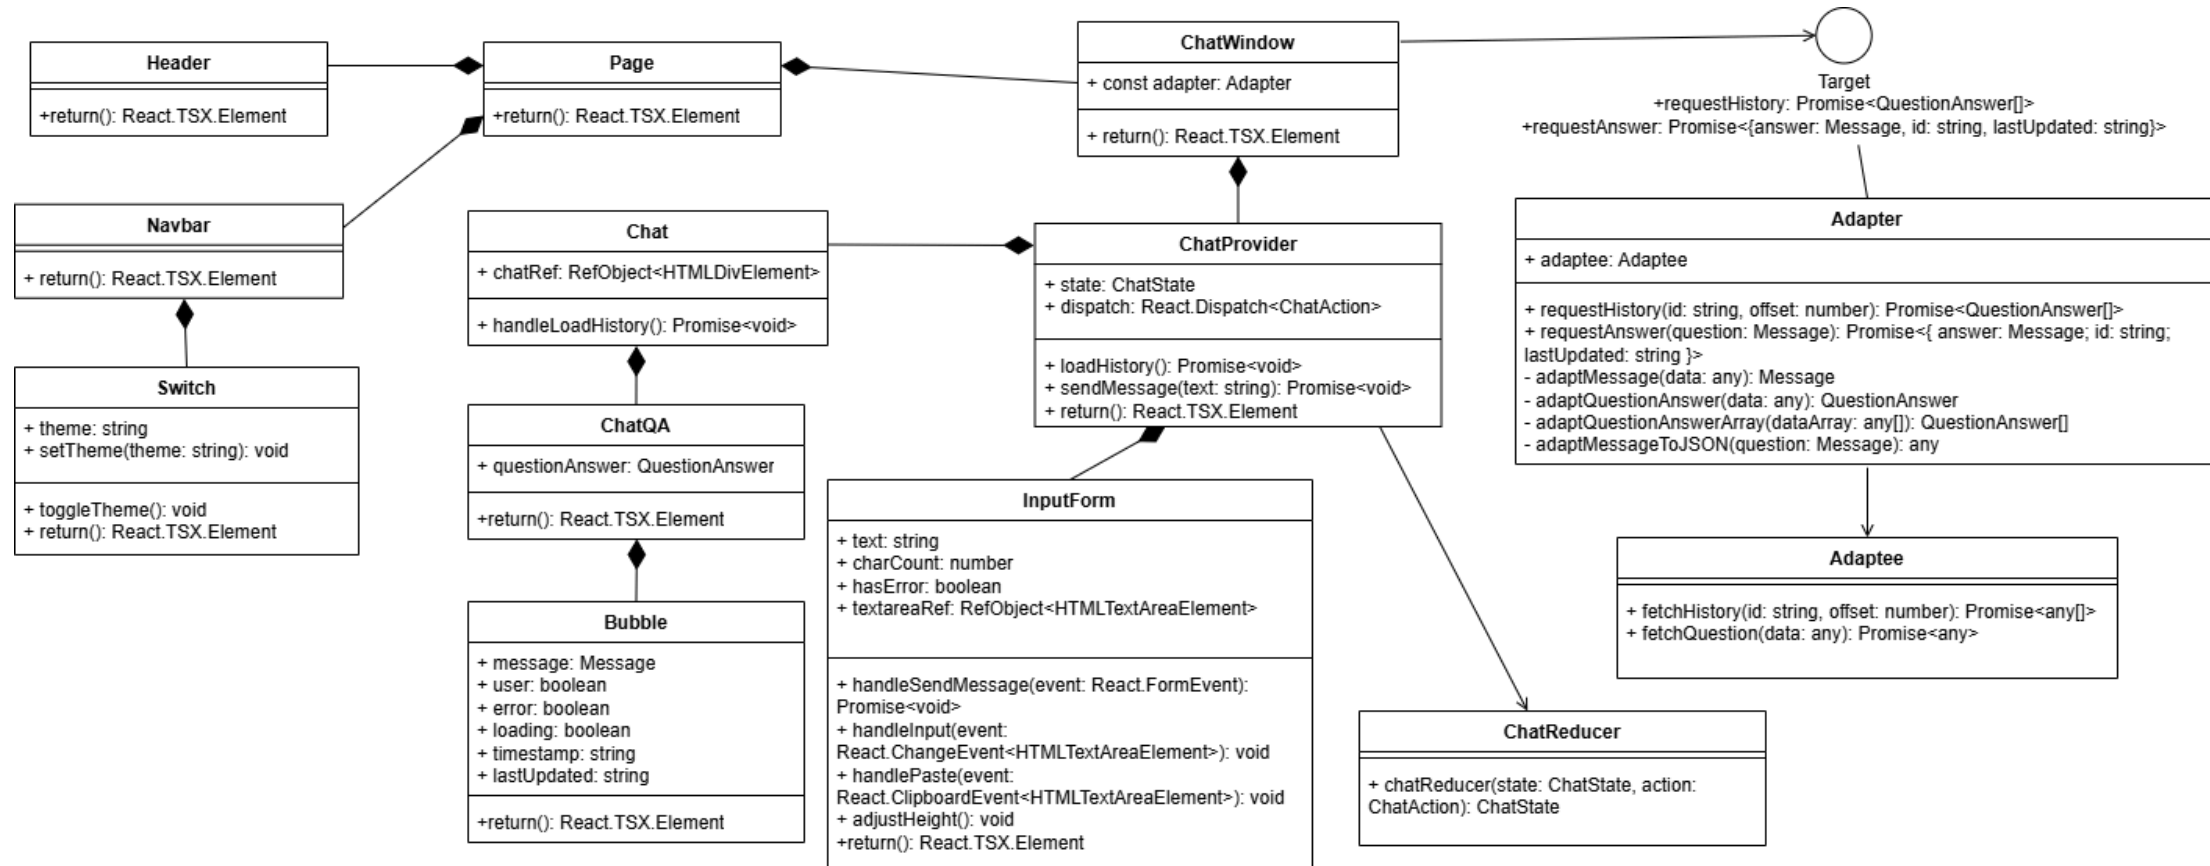 Header
+return(): React.TSX.Element
Page
+return(): React.TSX.Element
ChatWindow
+ const adapter: Adapter
+ return(): React.TSX.Element
Target
+requestHistory: Promise<QuestionAnswer[]>
+requestAnswer: Promise<{answer: Message, id: string, lastUpdated: string}>
Navbar
+ return(): React.TSX.Element
Switch
+ theme: string
+ setTheme(theme: string): void
+ toggleTheme(): void
+ return(): React.TSX.Element
Chat
+ chatRef: RefObject<HTMLDivElement>
+ handleLoadHistory(): Promise<void>
ChatQA
+ questionAnswer: QuestionAnswer
+return(): React.TSX.Element
Bubble
+ message: Message
+ user: boolean
+ error: boolean
+ loading: boolean
+ timestamp: string
+ lastUpdated: string
+return(): React.TSX.Element
ChatProvider
+ state: ChatState
+ dispatch: React.Dispatch<ChatAction>
+ loadHistory(): Promise<void>
+ sendMessage(text: string): Promise<void>
+ return(): React.TSX.Element
InputForm
+ text: string
+ charCount: number
+ hasError: boolean
+ textareaRef: RefObject<HTMLTextAreaElement>
+ handleSendMessage(event: React.FormEvent):
Promise<void>
+ handleInput(event:
React.ChangeEvent<HTMLTextAreaElement>): void
+ handlePaste(event:
React.ClipboardEvent<HTMLTextAreaElement>): void
+ adjustHeight(): void
+return(): React.TSX.Element
Adapter
+ adaptee: Adaptee
+ requestHistory(id: string, offset: number): Promise<QuestionAnswer[]>
+ requestAnswer(question: Message): Promise<{ answer: Message; id: string;
lastUpdated: string }>
- adaptMessage(data: any): Message
- adaptQuestionAnswer(data: any): QuestionAnswer
- adaptQuestionAnswerArray(dataArray: any[]): QuestionAnswer[]
- adaptMessageToJSON(question: Message): any
Adaptee
+ fetchHistory(id: string, offset: number): Promise<any[]>
+ fetchQuestion(data: any): Promise<any>
ChatReducer
+ chatReducer(state: ChatState, action:
ChatAction): ChatState